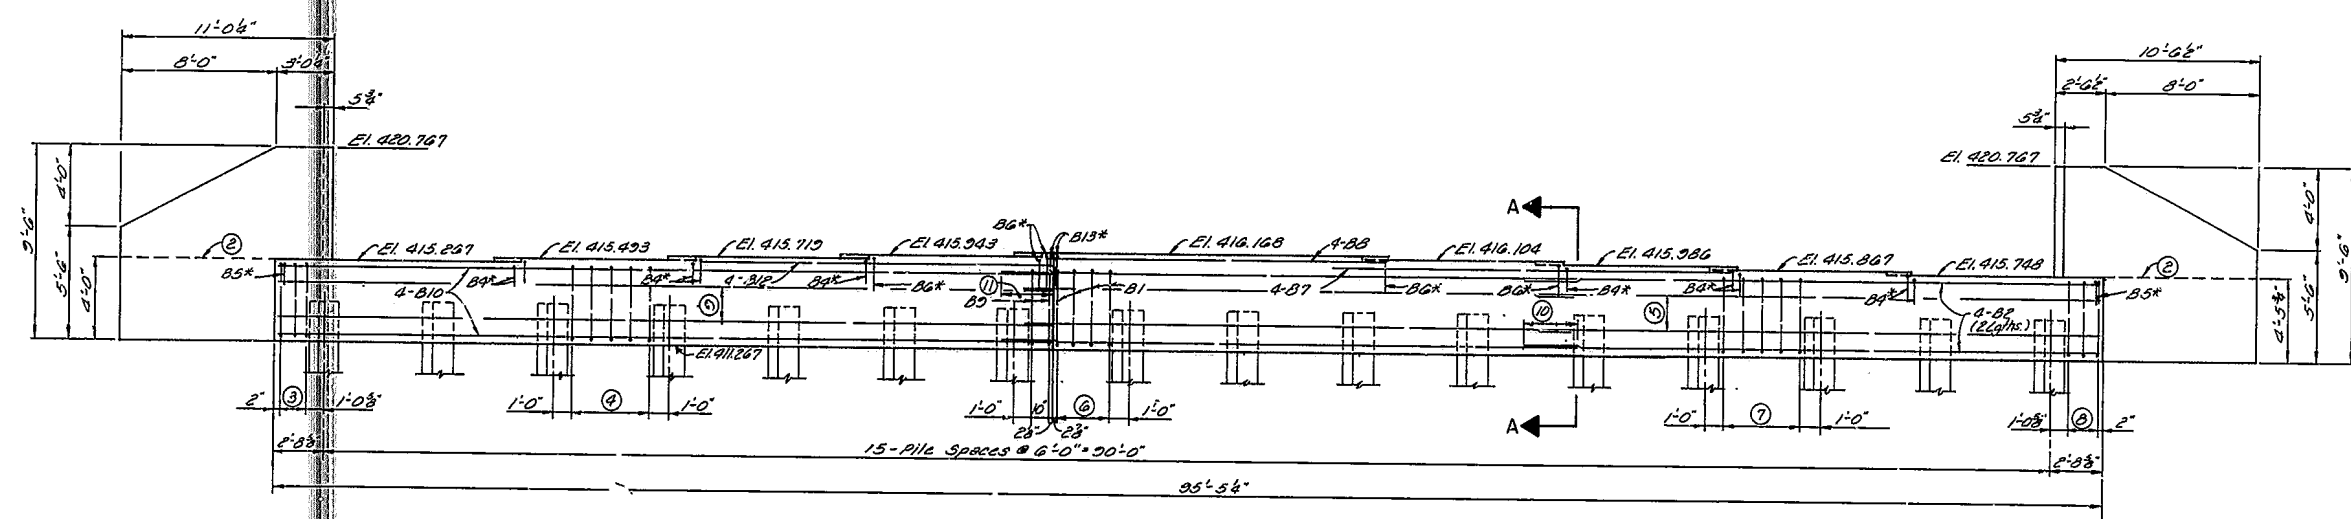 11'-0¼"
8'-0"
3'-0¼"
5¾"
El. 420.767
9'-6"
4'-0"
5'-6"
4'-0"
②
El. 415.267
El. 415.493
El. 415.719
El. 415.943
B6*
B13*
El. 416.168
4-B8
A
El. 416.104
El. 415.986
El. 415.867
El. 415.748
②
10'-6½"
2'-6½"
8'-0"
5¾"
El. 420.767
4'-0"
9'-6"
5'-6"
4'-5¾"
B5*
4-B10
B4*
B4*
4-B12
B4*
B6*
⑪
B9
B1
4-B7
B6*
B6*
B4*
B4*
B4*
B5*
4-B2
(2 Lgths.)
⑨
⑩
⑤
El. 411.267
2"
③
1'-0⅝"
1'-0"
④
1'-0"
1'-0"
10"
⑥
1'-0"
2⅞"
2⅞"
A
1'-0"
⑦
1'-0"
1'-0⅝"
⑧
2"
2'-8⅝"
15-Pile Spaces @ 6'-0" = 90'-0"
2'-8⅝"
95'-5¼"